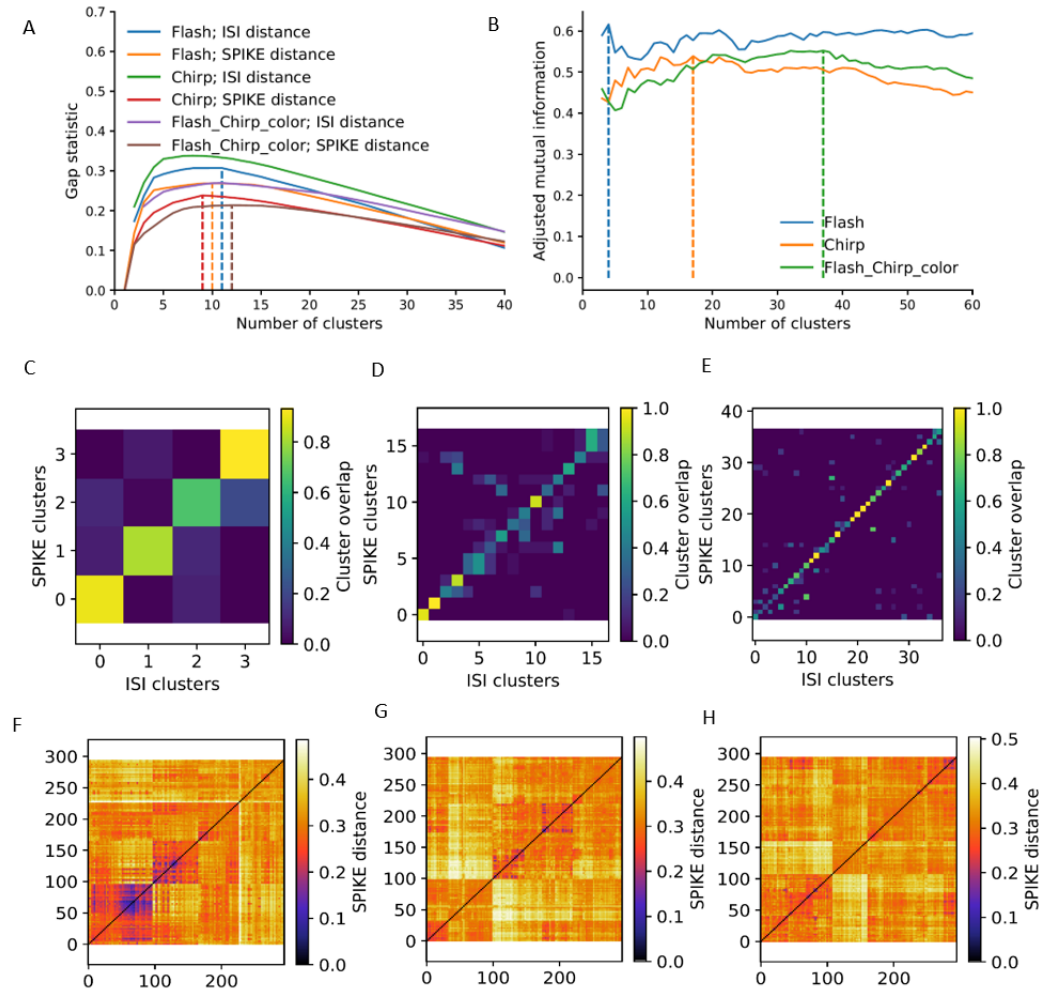 A
Gap statistic
0.7
0.6
0.5
0.4
0.3
0.2
0.1
0.0
Flash; ISI distance
Flash; SPIKE distance
Chirp; ISI distance
Chirp; SPIKE distance
Flash_Chirp_color; ISI distance
Flash_Chirp_color; SPIKE distance
0 5 10 15 20 25 30 35 40
Number of clusters
B
Adjusted mutual information
0.6
0.5
0.4
0.3
0.2
0.1
0.0
Flash
Chirp
Flash_Chirp_color
0 10 20 30 40 50 60
Number of clusters
C
SPIKE clusters
3
2
1
0
0 1 2 3
ISI clusters
0.8
0.6
0.4
0.2
0.0
Cluster overlap
D
SPIKE clusters
15
10
5
0
0 5 10 15
ISI clusters
1.0
0.8
0.6
0.4
0.2
0.0
Cluster overlap
E
SPIKE clusters
40
30
20
10
0
0 10 20 30
ISI clusters
1.0
0.8
0.6
0.4
0.2
0.0
Cluster overlap
F
300
250
200
150
100
50
0
0 200
0.4
0.3
0.2
0.1
0.0
SPIKE distance
G
300
250
200
150
100
50
0
0 200
0.4
0.3
0.2
0.1
0.0
SPIKE distance
H
300
250
200
150
100
50
0
0 200
0.5
0.4
0.3
0.2
0.1
0.0
SPIKE distance